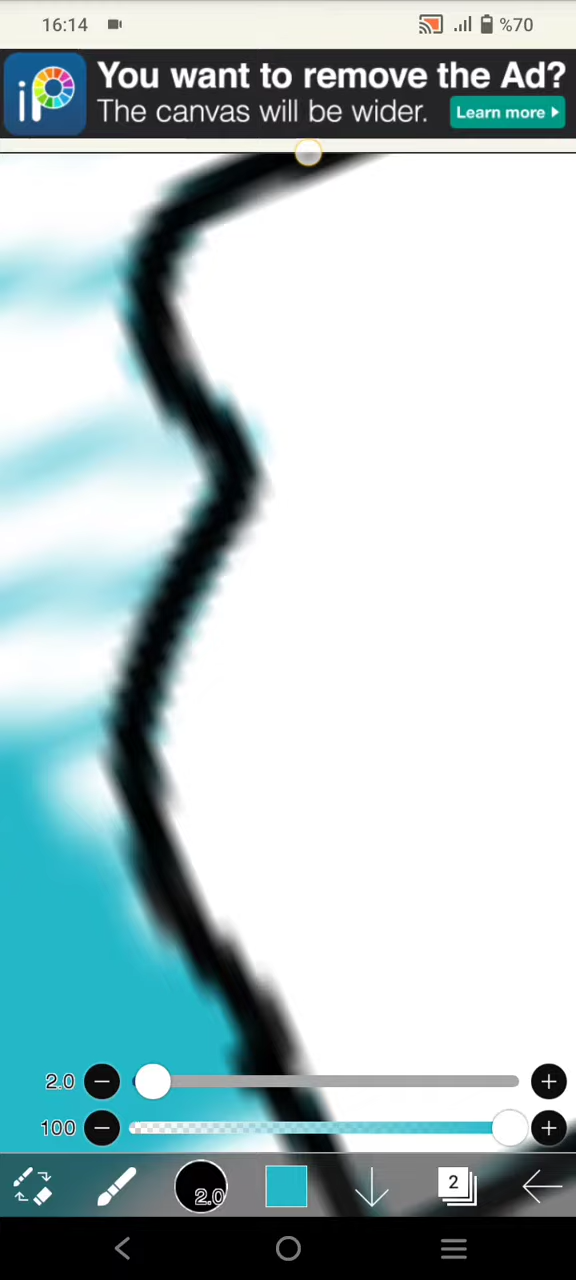 16:14
%70
iP
You want to remove the Ad?
The canvas will be wider.
Learn more
2.0
100
2.0
2